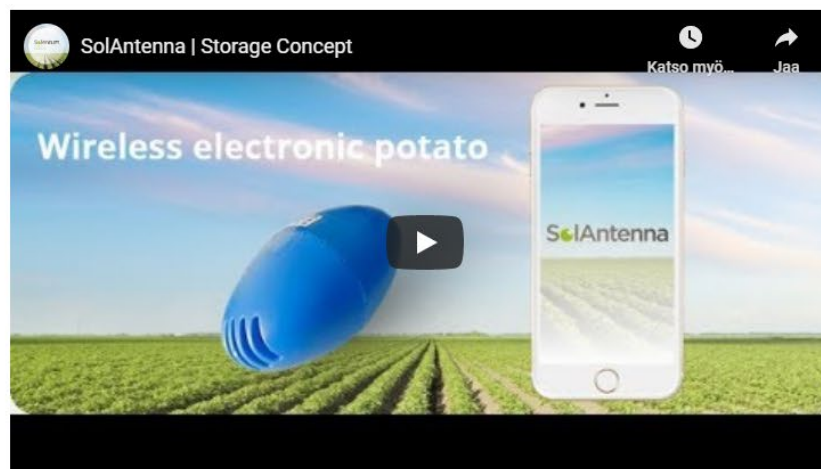 SolAntenna | Storage Concept
Katso myö...
Jaa
Wireless electronic potato
SolAntenna